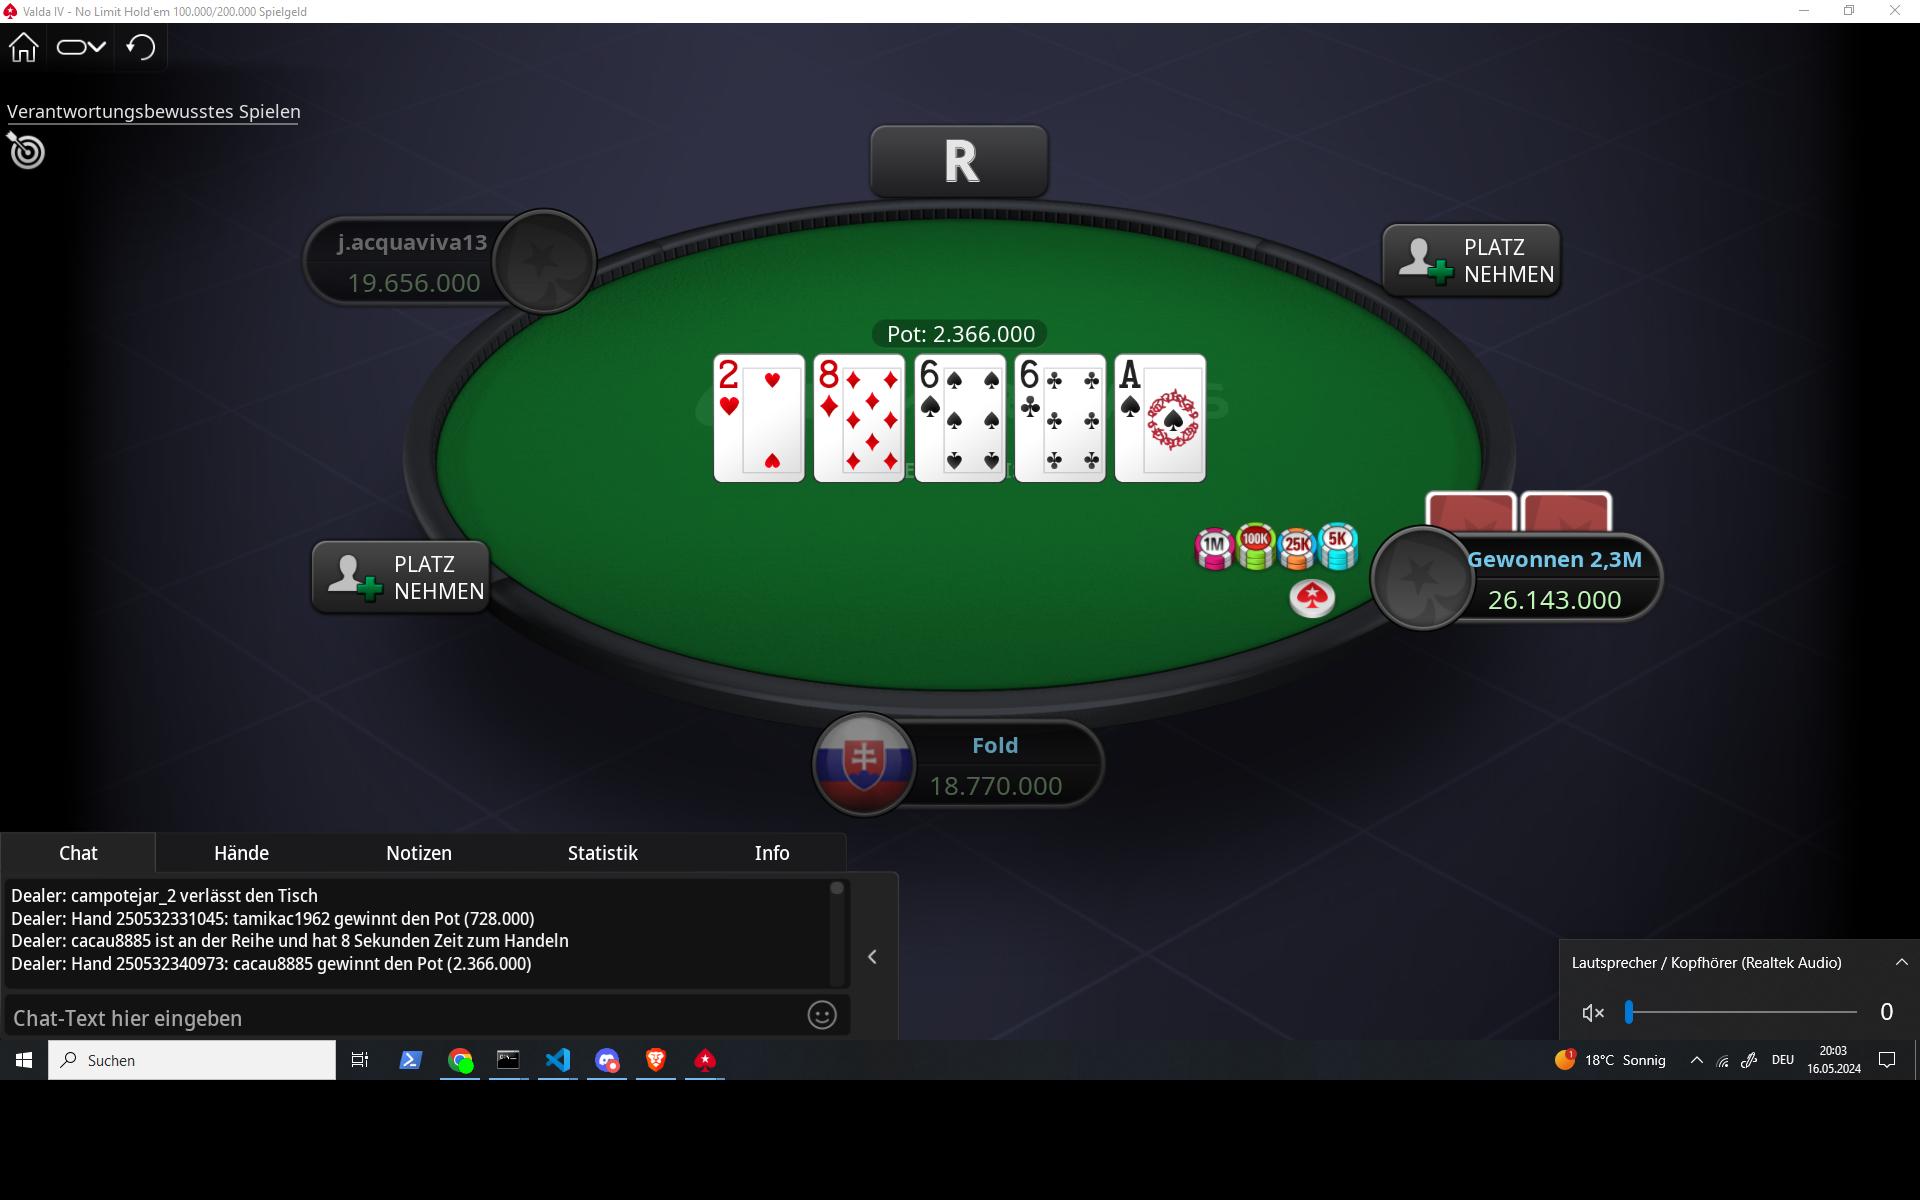 Valda IV - No Limit Hold'em 100.000/200.000 Spielgeld
Verantwortungsbewusstes Spielen
R
j.acquaviva13
19.656.000
PLATZ
NEHMEN
Pot: 2.366.000
2
8
6
6
A
1M
100K
25K
5K
Gewonnen 2,3M
26.143.000
PLATZ
NEHMEN
Fold
18.770.000
Chat
Hände
Notizen
Statistik
Info
Dealer: campotejar_2 verlässt den Tisch
Dealer: Hand 250532331045: tamikac1962 gewinnt den Pot (728.000)
Dealer: cacau8885 ist an der Reihe und hat 8 Sekunden Zeit zum Handeln
Dealer: Hand 250532340973: cacau8885 gewinnt den Pot (2.366.000)
Chat-Text hier eingeben
Lautsprecher / Kopfhörer (Realtek Audio)
0
Suchen
1
18°C Sonnig
DEU
20:03
16.05.2024